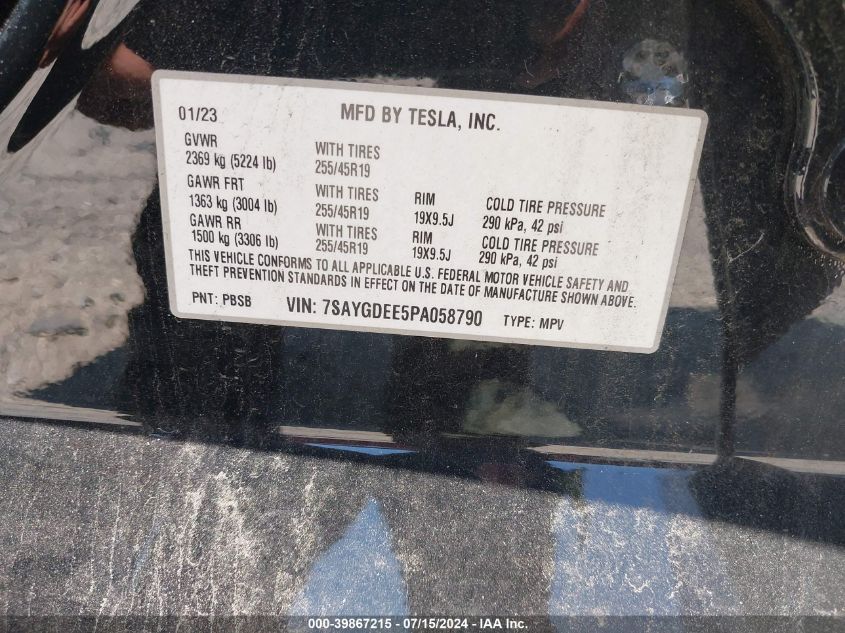 01/23 MFD BY TESLA, INC.
GVWR
2369 kg (5224 lb) WITH TIRES 255/45R19
GAWR FRT
1363 kg (3004 lb) WITH TIRES 255/45R19 RIM 19X9.5J COLD TIRE PRESSURE 290 kPa, 42 psi
GAWR RR
1500 kg (3306 lb) WITH TIRES 255/45R19 RIM 19X9.5J COLD TIRE PRESSURE 290 kPa, 42 psi
THIS VEHICLE CONFORMS TO ALL APPLICABLE U.S. FEDERAL MOTOR VEHICLE SAFETY AND
THEFT PREVENTION STANDARDS IN EFFECT ON THE DATE OF MANUFACTURE SHOWN ABOVE.
PNT: PBSB VIN: 7SAYGDEE5PA058790 TYPE: MPV
000-39867215 - 07/15/2024 - IAA Inc.